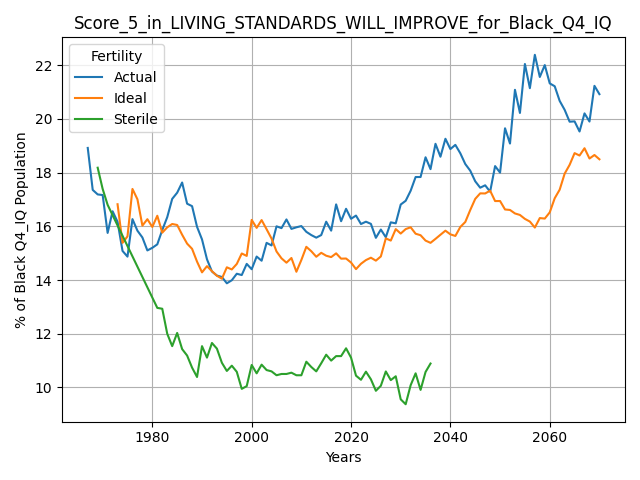 Score_5_in_LIVING_STANDARDS_WILL_IMPROVE_for_Black_Q4_IQ
Fertility
Actual
Ideal
Sterile
% of Black Q4_IQ Population
22
20
18
16
14
12
10
1980
2000
2020
2040
2060
Years